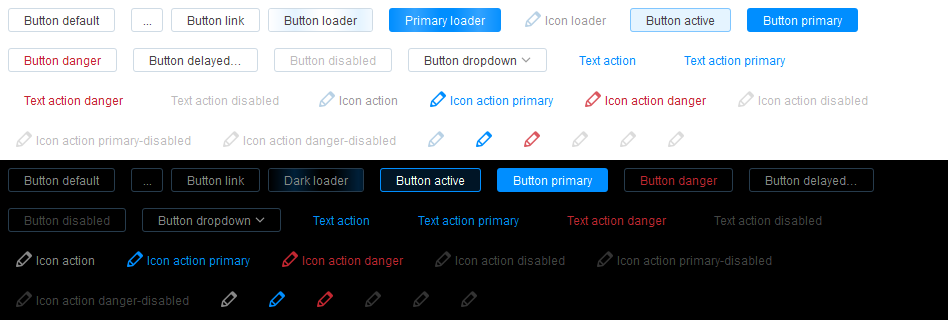 Button default ... Button link Button loader Primary loader Icon loader Button active Button primary
Button danger Button delayed... Button disabled Button dropdown Text action Text action primary
Text action danger Text action disabled Icon action Icon action primary Icon action danger Icon action disabled
Icon action primary-disabled Icon action danger-disabled
Button default ... Button link Dark loader Button active Button primary Button danger Button delayed...
Button disabled Button dropdown Text action Text action primary Text action danger Text action disabled
Icon action Icon action primary Icon action danger Icon action disabled Icon action primary-disabled
Icon action danger-disabled